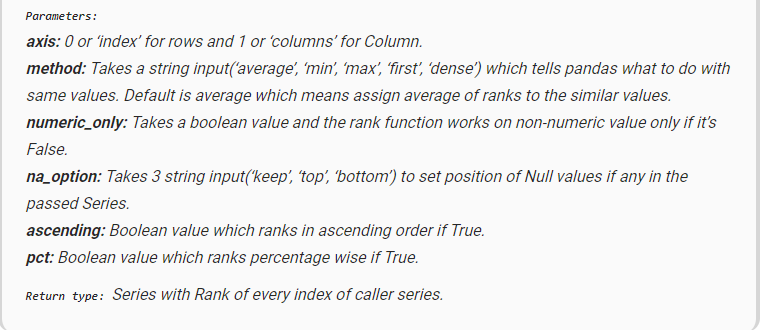 Parameters:
axis: 0 or ‘index’ for rows and 1 or ‘columns’ for Column.
method: Takes a string input(‘average’, ‘min’, ‘max’, ‘first’, ‘dense’) which tells pandas what to do with
same values. Default is average which means assign average of ranks to the similar values.
numeric_only: Takes a boolean value and the rank function works on non-numeric value only if it’s
False.
na_option: Takes 3 string input(‘keep’, ‘top’, ‘bottom’) to set position of Null values if any in the
passed Series.
ascending: Boolean value which ranks in ascending order if True.
pct: Boolean value which ranks percentage wise if True.
Return type: Series with Rank of every index of caller series.